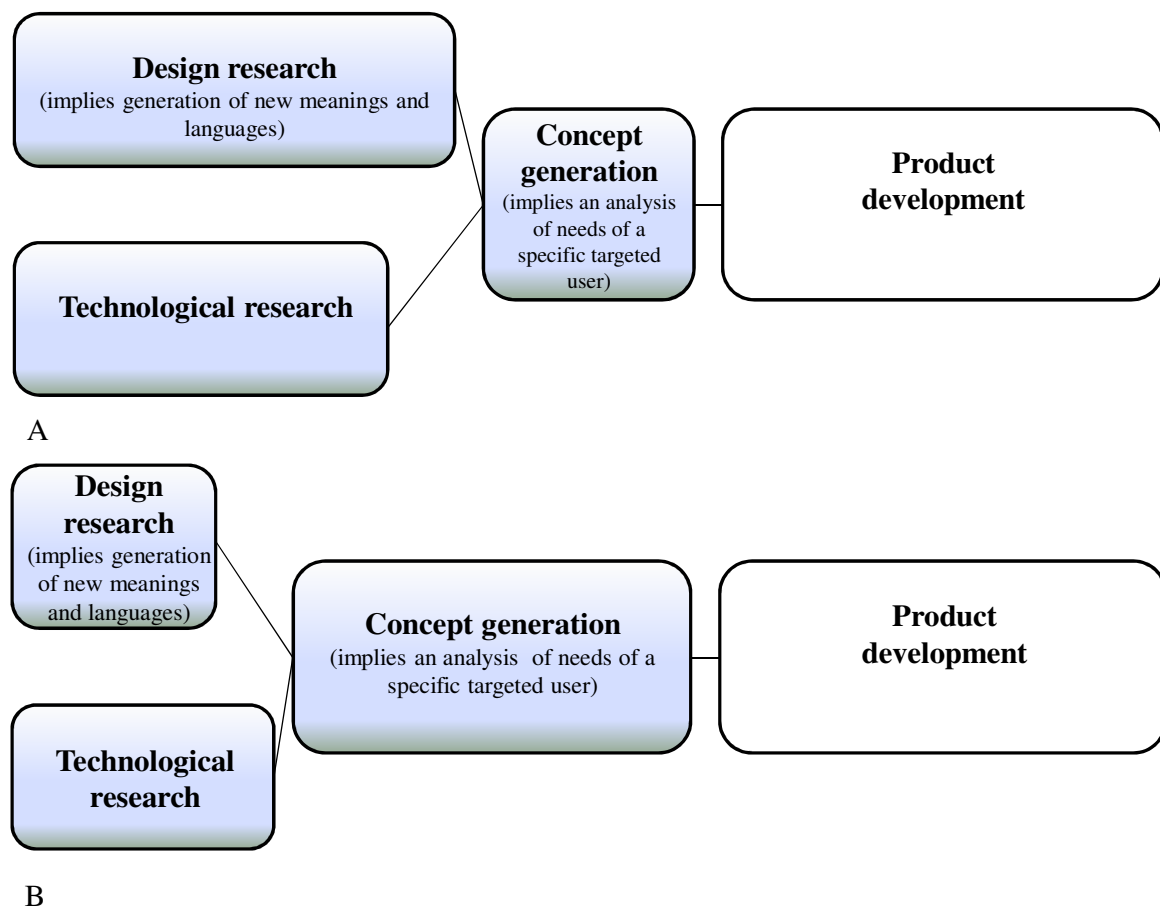 Design research
(implies generation of new meanings and
languages)
Concept
generation
(implies an analysis
of needs of a
specific targeted
user)
Product
development
Technological research
A
Design
research
(implies generation
of new meanings
and languages)
Concept generation
(implies an analysis of needs of a
specific targeted user)
Product
development
Technological
research
B